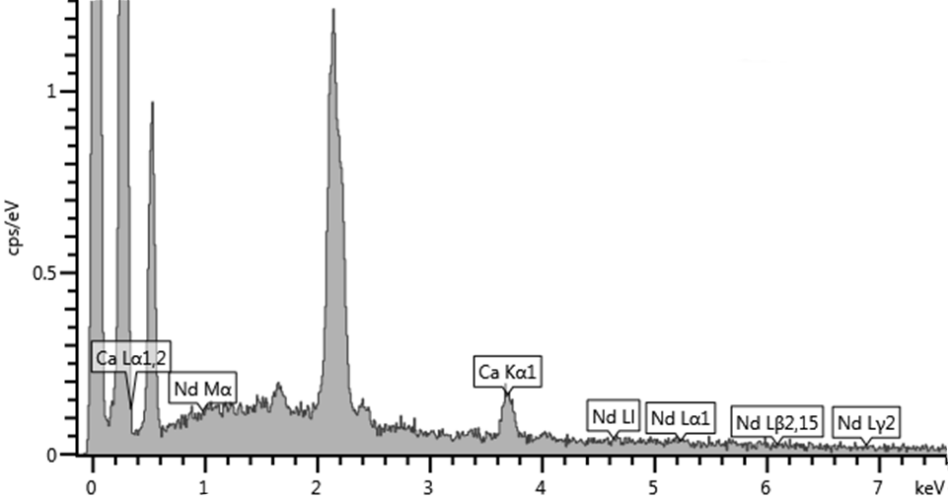 1
cps/eV
0.5
Ca Lα1,2
Nd Mα
Ca Kα1
Nd Ll
Nd Lα1
Nd Lβ2,15
Nd Lγ2
0
0 1 2 3 4 5 6 7 keV